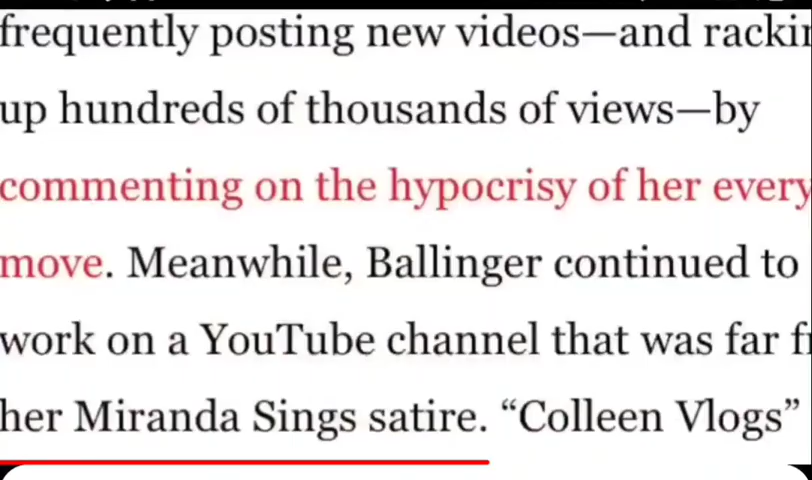 frequently posting new videos—and
up hundreds of thousands of views—by
commenting on the hypocrisy of her every
move. Meanwhile, Ballinger continued to
work on a YouTube channel that was far
her Miranda Sings satire. “Colleen Vlogs”